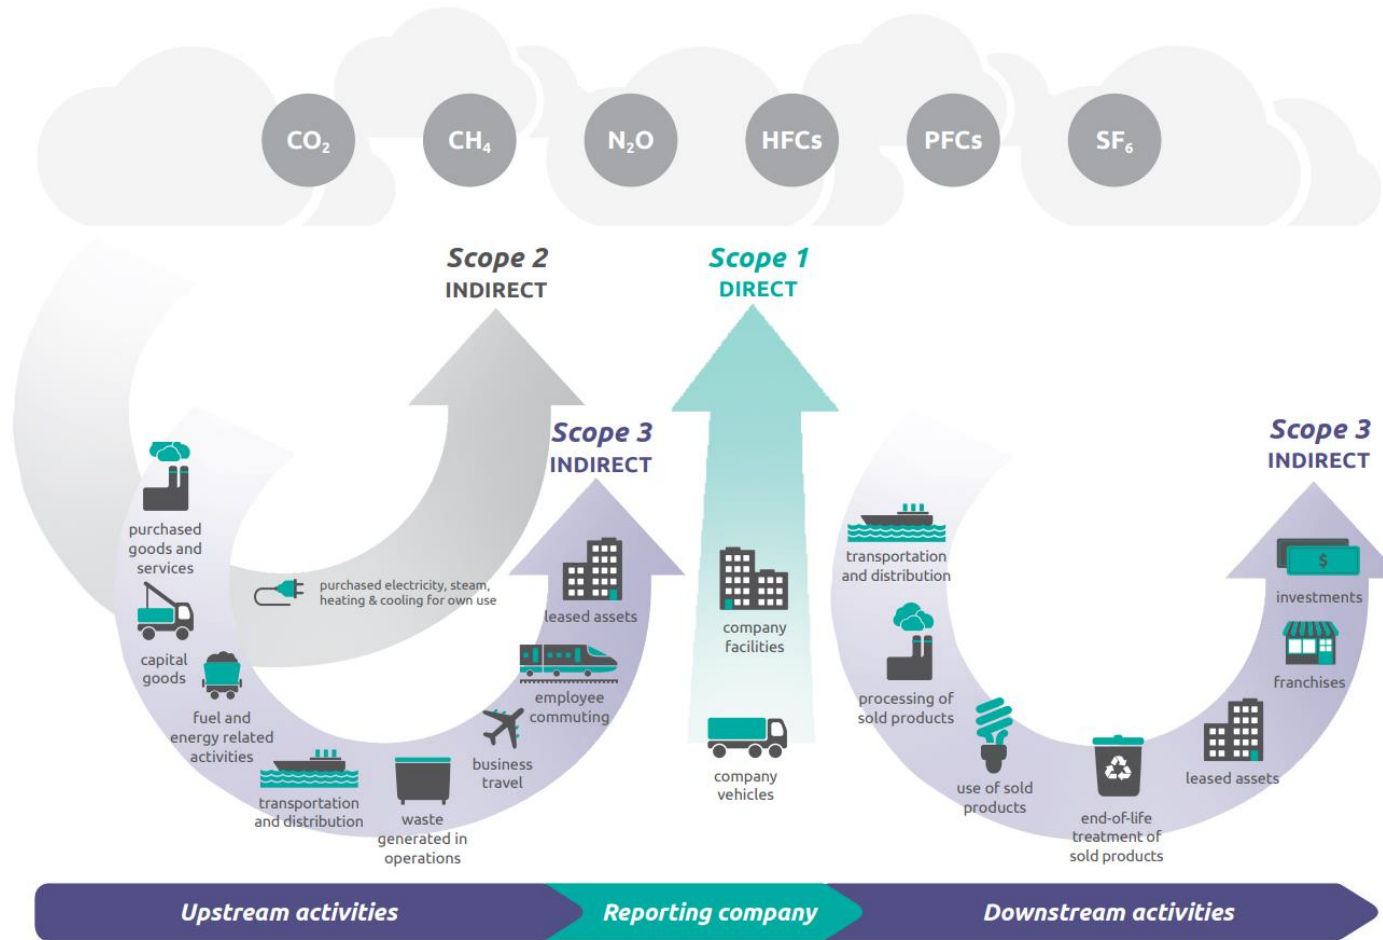 CO₂
CH₄
N₂O
HFCs
PFCs
SF₆
Scope 2
INDIRECT
Scope 1
DIRECT
Scope 3
INDIRECT
Scope 3
INDIRECT
purchased
goods and
services
capital
goods
fuel and
energy related
activities
purchased electricity, steam,
heating & cooling for own use
transportation
and distribution
waste
generated in
operations
business
travel
employee
commuting
leased assets
company
facilities
company
vehicles
transportation
and distribution
processing of
sold products
use of sold
products
end-of-life
treatment of
sold products
leased assets
franchises
$
investments
Upstream activities
Reporting company
Downstream activities